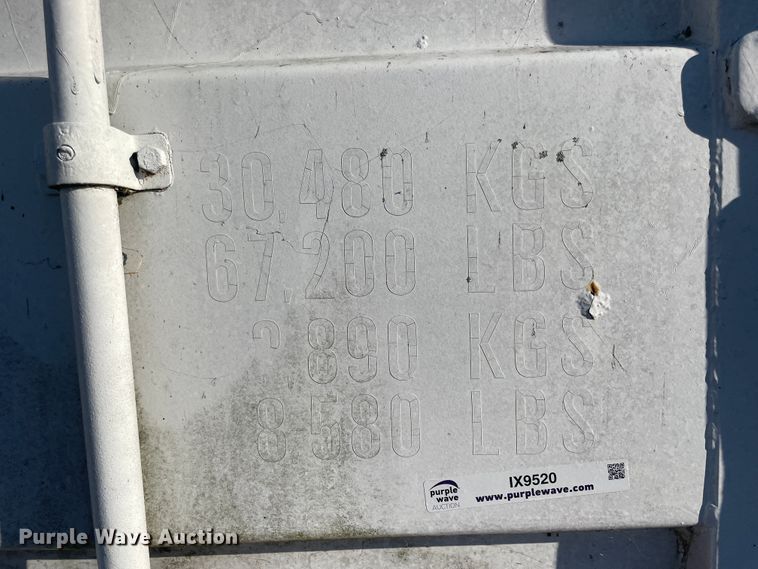 30,480 KGS
67,200 LBS
,890 KGS
8 580 LBS
purple wave AUCTION
IX9520
www.purplewave.com
Purple Wave Auction